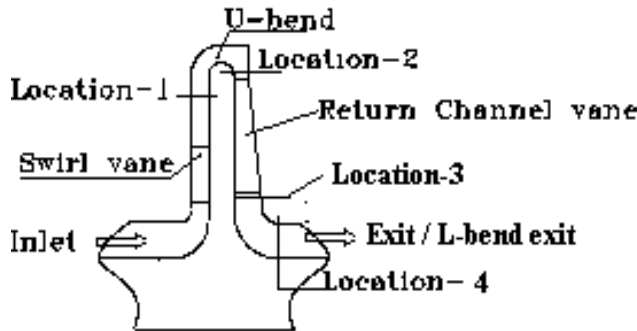 U-bend
Location-2
Location-1
Return Channel vane
Swirl vane
Location-3
Inlet
Exit / L-bend exit
Location- 4